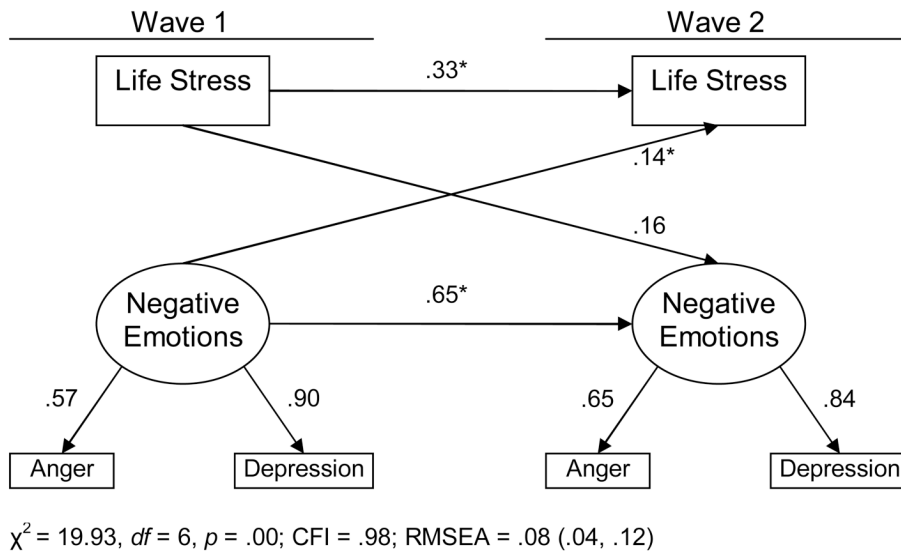 Wave 1
Wave 2
Life Stress
.33*
Life Stress
.14*
.16
Negative
Emotions
.65*
Negative
Emotions
.57
.90
.65
.84
Anger
Depression
Anger
Depression
χ² = 19.93, df = 6, p = .00; CFI = .98; RMSEA = .08 (.04, .12)